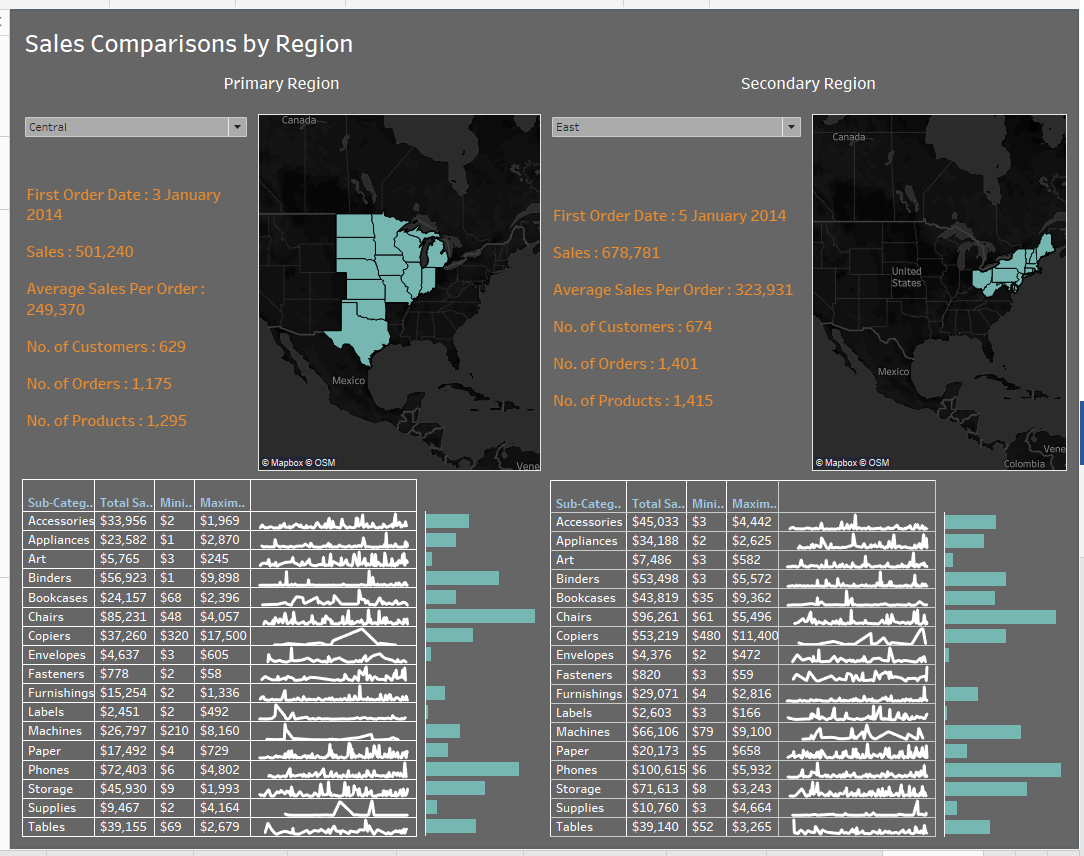 Sales Comparisons by Region
Primary Region
Secondary Region
Central
East
First Order Date : 3 January
2014
Sales : 501,240
Average Sales Per Order :
249,370
No. of Customers : 629
No. of Orders : 1,175
No. of Products : 1,295
Canada
Mexico
Vene
© Mapbox © OSM
First Order Date : 5 January 2014
Sales : 678,781
Average Sales Per Order : 323,931
No. of Customers : 674
No. of Orders : 1,401
No. of Products : 1,415
Canada
United
States
Mexico
Vene
Colombia
© Mapbox © OSM
Sub-Categ.. Total Sa.. Mini.. Maxim..
Accessories $33,956 $2 $1,969
Appliances $23,582 $1 $2,870
Art $5,765 $3 $245
Binders $56,923 $1 $9,898
Bookcases $24,157 $68 $2,396
Chairs $85,231 $48 $4,057
Copiers $37,260 $320 $17,500
Envelopes $4,637 $3 $605
Fasteners $778 $2 $58
Furnishings $15,254 $2 $1,336
Labels $2,451 $2 $492
Machines $26,797 $210 $8,160
Paper $17,492 $4 $729
Phones $72,403 $6 $4,802
Storage $45,930 $9 $1,993
Supplies $9,467 $2 $4,164
Tables $39,155 $69 $2,679
Sub-Categ.. Total Sa.. Mini.. Maxim..
Accessories $45,033 $3 $4,442
Appliances $34,188 $2 $2,625
Art $7,486 $3 $582
Binders $53,498 $3 $5,572
Bookcases $43,819 $35 $9,362
Chairs $96,261 $61 $5,496
Copiers $53,219 $480 $11,400
Envelopes $4,376 $2 $472
Fasteners $820 $3 $59
Furnishings $29,071 $4 $2,816
Labels $2,603 $3 $166
Machines $66,106 $79 $9,100
Paper $20,173 $5 $658
Phones $100,615 $6 $5,932
Storage $71,613 $8 $3,243
Supplies $10,760 $3 $4,664
Tables $39,140 $52 $3,265